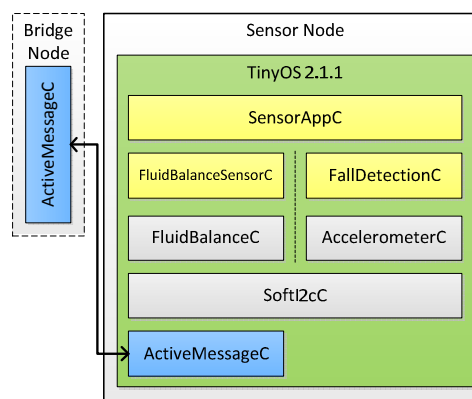 Bridge
Node
ActiveMessageC
Sensor Node
TinyOS 2.1.1
SensorAppC
FluidBalanceSensorC
FallDetectionC
FluidBalanceC
AccelerometerC
SoftI2cC
ActiveMessageC